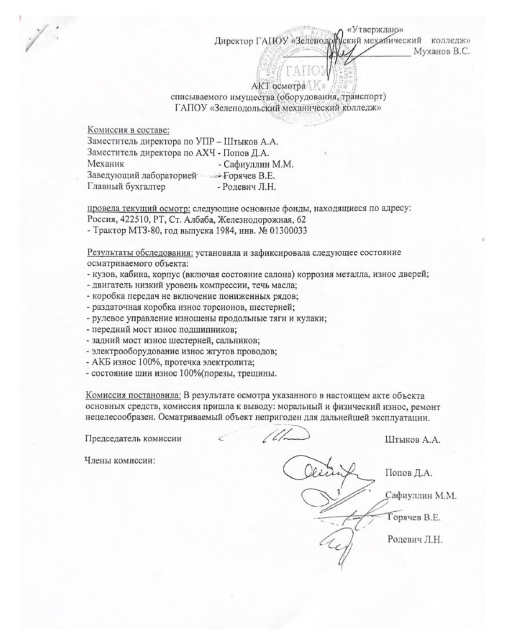 «Утверждаю»
Директор ГАПОУ «Зеленодольский механический колледж»
Муханов В.С.
ГАПОУ
АКТ осмотра
списываемого имущества (оборудования, транспорт)
ГАПОУ «Зеленодольский механический колледж»
Комиссия в составе:
Заместитель директора по УПР – Штыков А.А.
Заместитель директора по АХЧ - Попов Д.А.
Механик - Сафиуллин М.М.
Заведующий лабораторией - Горячев В.Е.
Главный бухгалтер - Родевич Л.Н.
провела текущий осмотр: следующие основные фонды, находящиеся по адресу:
Россия, 422510, РТ, Ст. Албаба, Железнодорожная, 62
- Трактор МТЗ-80, год выпуска 1984, инв. № 01300033
Результаты обследования: установила и зафиксировала следующее состояние
осматриваемого объекта:
- кузов, кабина, корпус (включая состояние салона) коррозия металла, износ дверей;
- двигатель низкий уровень компрессии, течь масла;
- коробка передач не включение пониженных рядов;
- раздаточная коробка износ торсионов, шестерней;
- рулевое управление изношены продольные тяги и кулаки;
- передний мост износ подшипников;
- задний мост износ шестерней, сальников;
- электрооборудование износ жгутов проводов;
- АКБ износ 100%, протечка электролита;
- состояние шин износ 100%(порезы, трещины.
Комиссия постановила: В результате осмотра указанного в настоящем акте объекта
основных средств, комиссия пришла к выводу: моральный и физический износ, ремонт
нецелесообразен. Осматриваемый объект непригоден для дальнейшей эксплуатации.
Председатель комиссии Штыков А.А.
Члены комиссии:
Попов Д.А.
Сафиуллин М.М.
Горячев В.Е.
Родевич Л.Н.